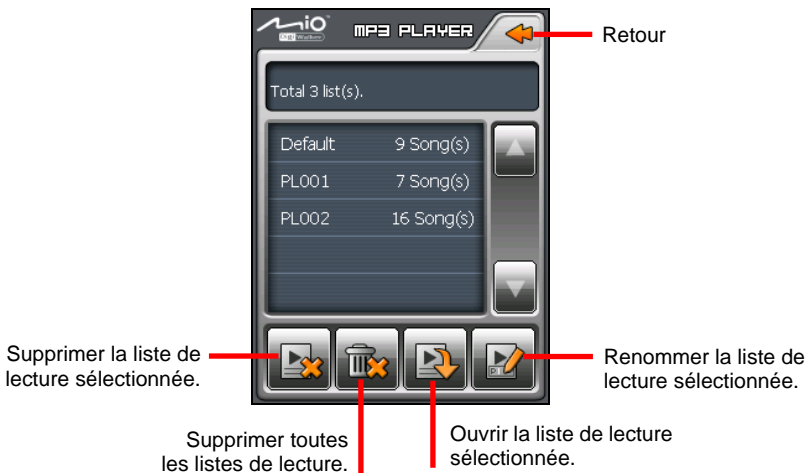 Mio
DigiWalker
MP3 PLAYER
Retour
Total 3 list(s).
Default 9 Song(s)
PL001 7 Song(s)
PL002 16 Song(s)
Supprimer la liste de
lecture sélectionnée.
Renommer la liste de
lecture sélectionnée.
Supprimer toutes
les listes de lecture.
Ouvrir la liste de lecture
sélectionnée.